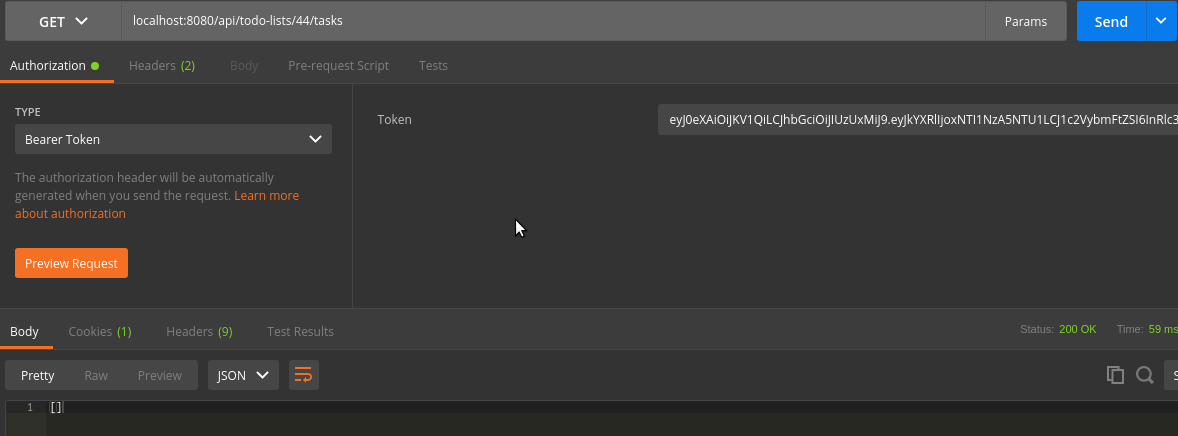 GET localhost:8080/api/todo-lists/44/tasks Params Send
Authorization Headers (2) Body Pre-request Script Tests
TYPE
Bearer Token
The authorization header will be automatically
generated when you send the request. Learn more
about authorization
Preview Request
Token eyJ0eXAiOiJKV1QiLCJhbGciOiJIUzUxMiJ9.eyJkYXRlIjoxNTI1NzA5NTU1LCJ1c2VybmFtZSI6InRlc3
Body Cookies (1) Headers (9) Test Results Status: 200 OK Time: 59 ms
Pretty Raw Preview JSON S
1 []